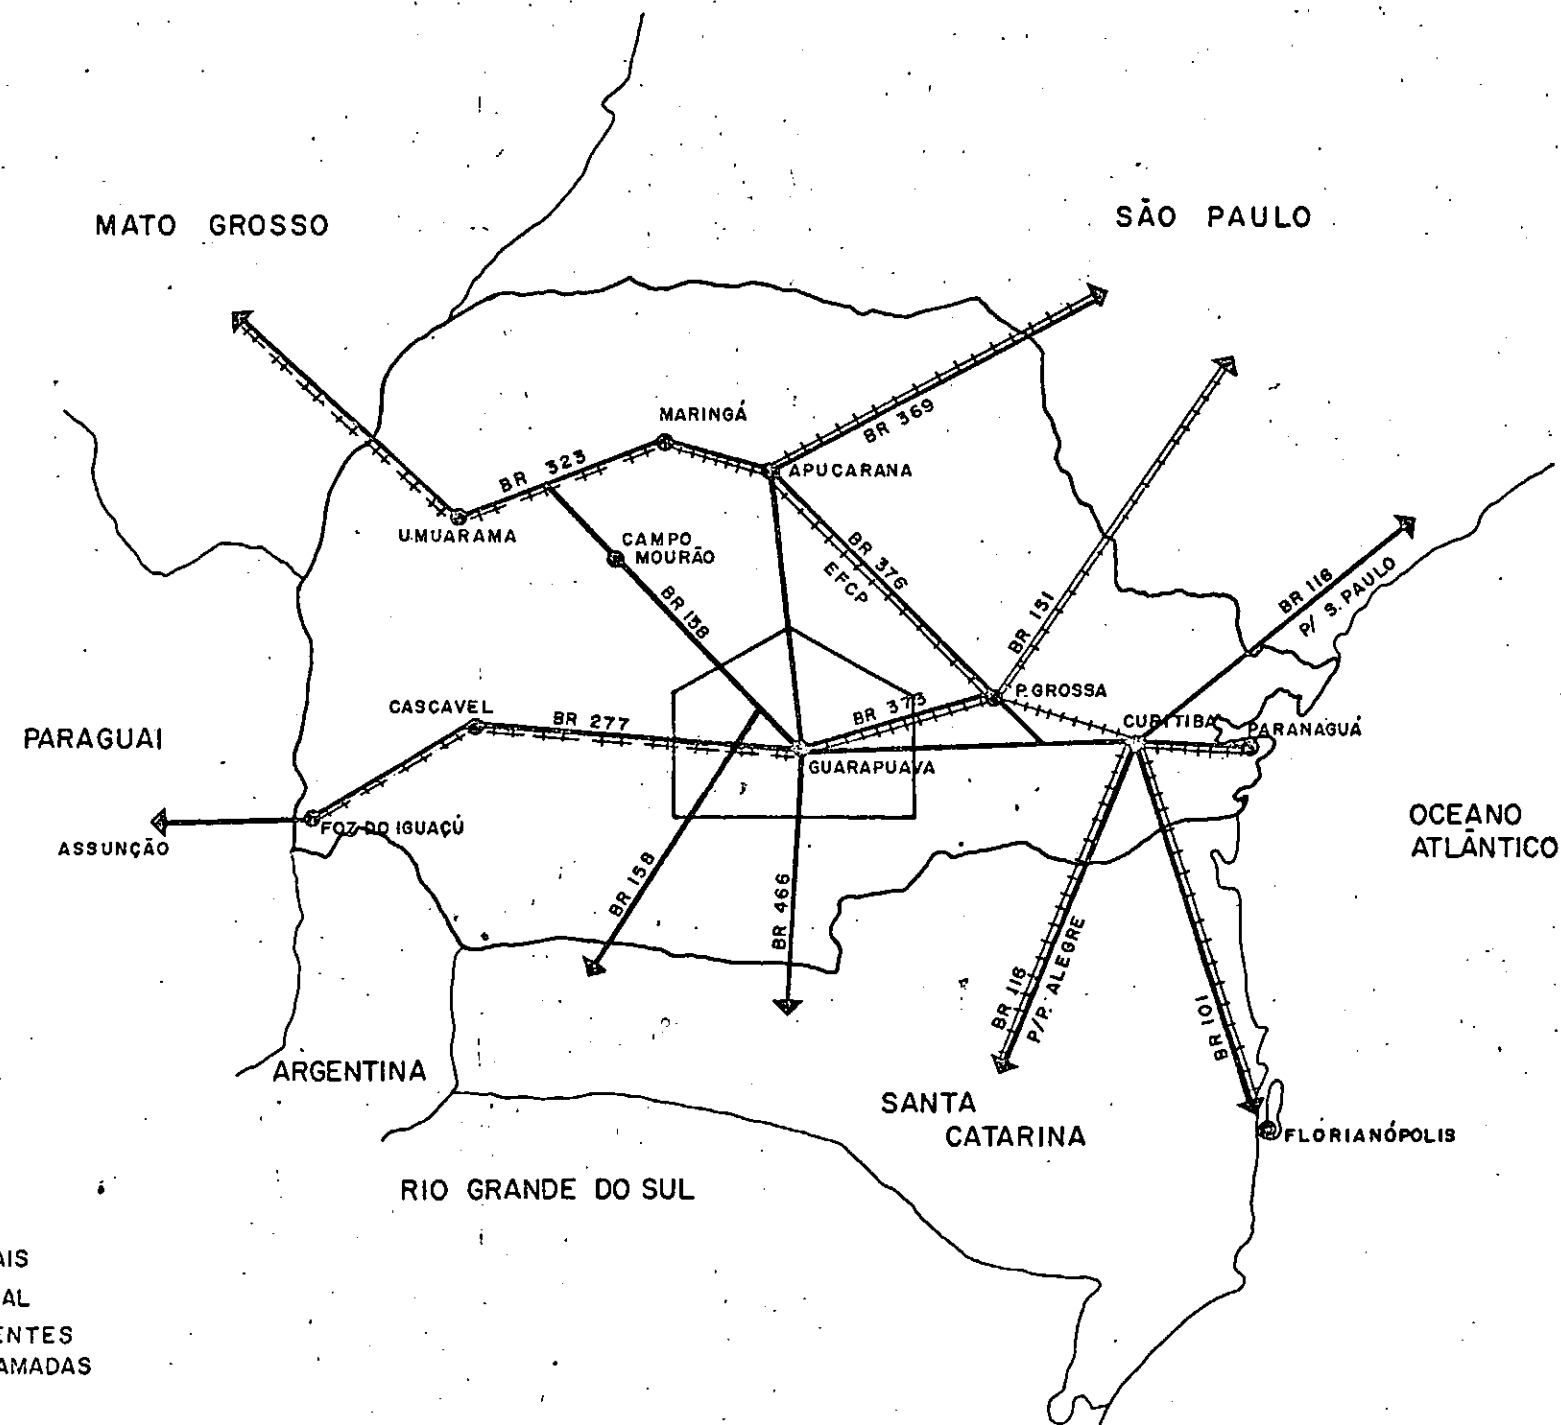 MATO GROSSO
SÃO PAULO
MARINGÁ
BR 369
BR 323
APUCARANA
UMUARAMA
CAMPO
MOURÃO
BR 376
EFCP
BR 116
P/ S. PAULO
BR 158
BR 151
P. GROSSA
CASCAVEL
BR 277
BR 373
CURITIBA
PARANAGUÁ
PARAGUAI
GUARAPUAVA
FOZ DO IGUAÇÚ
ASSUNÇÃO
OCEANO
ATLÂNTICO
BR 158
BR 466
BR 116
P/P. ALEGRE
BR 101
ARGENTINA
SANTA
CATARINA
FLORIANÓPOLIS
RIO GRANDE DO SUL
AIS
AL
ENTES
AMADAS